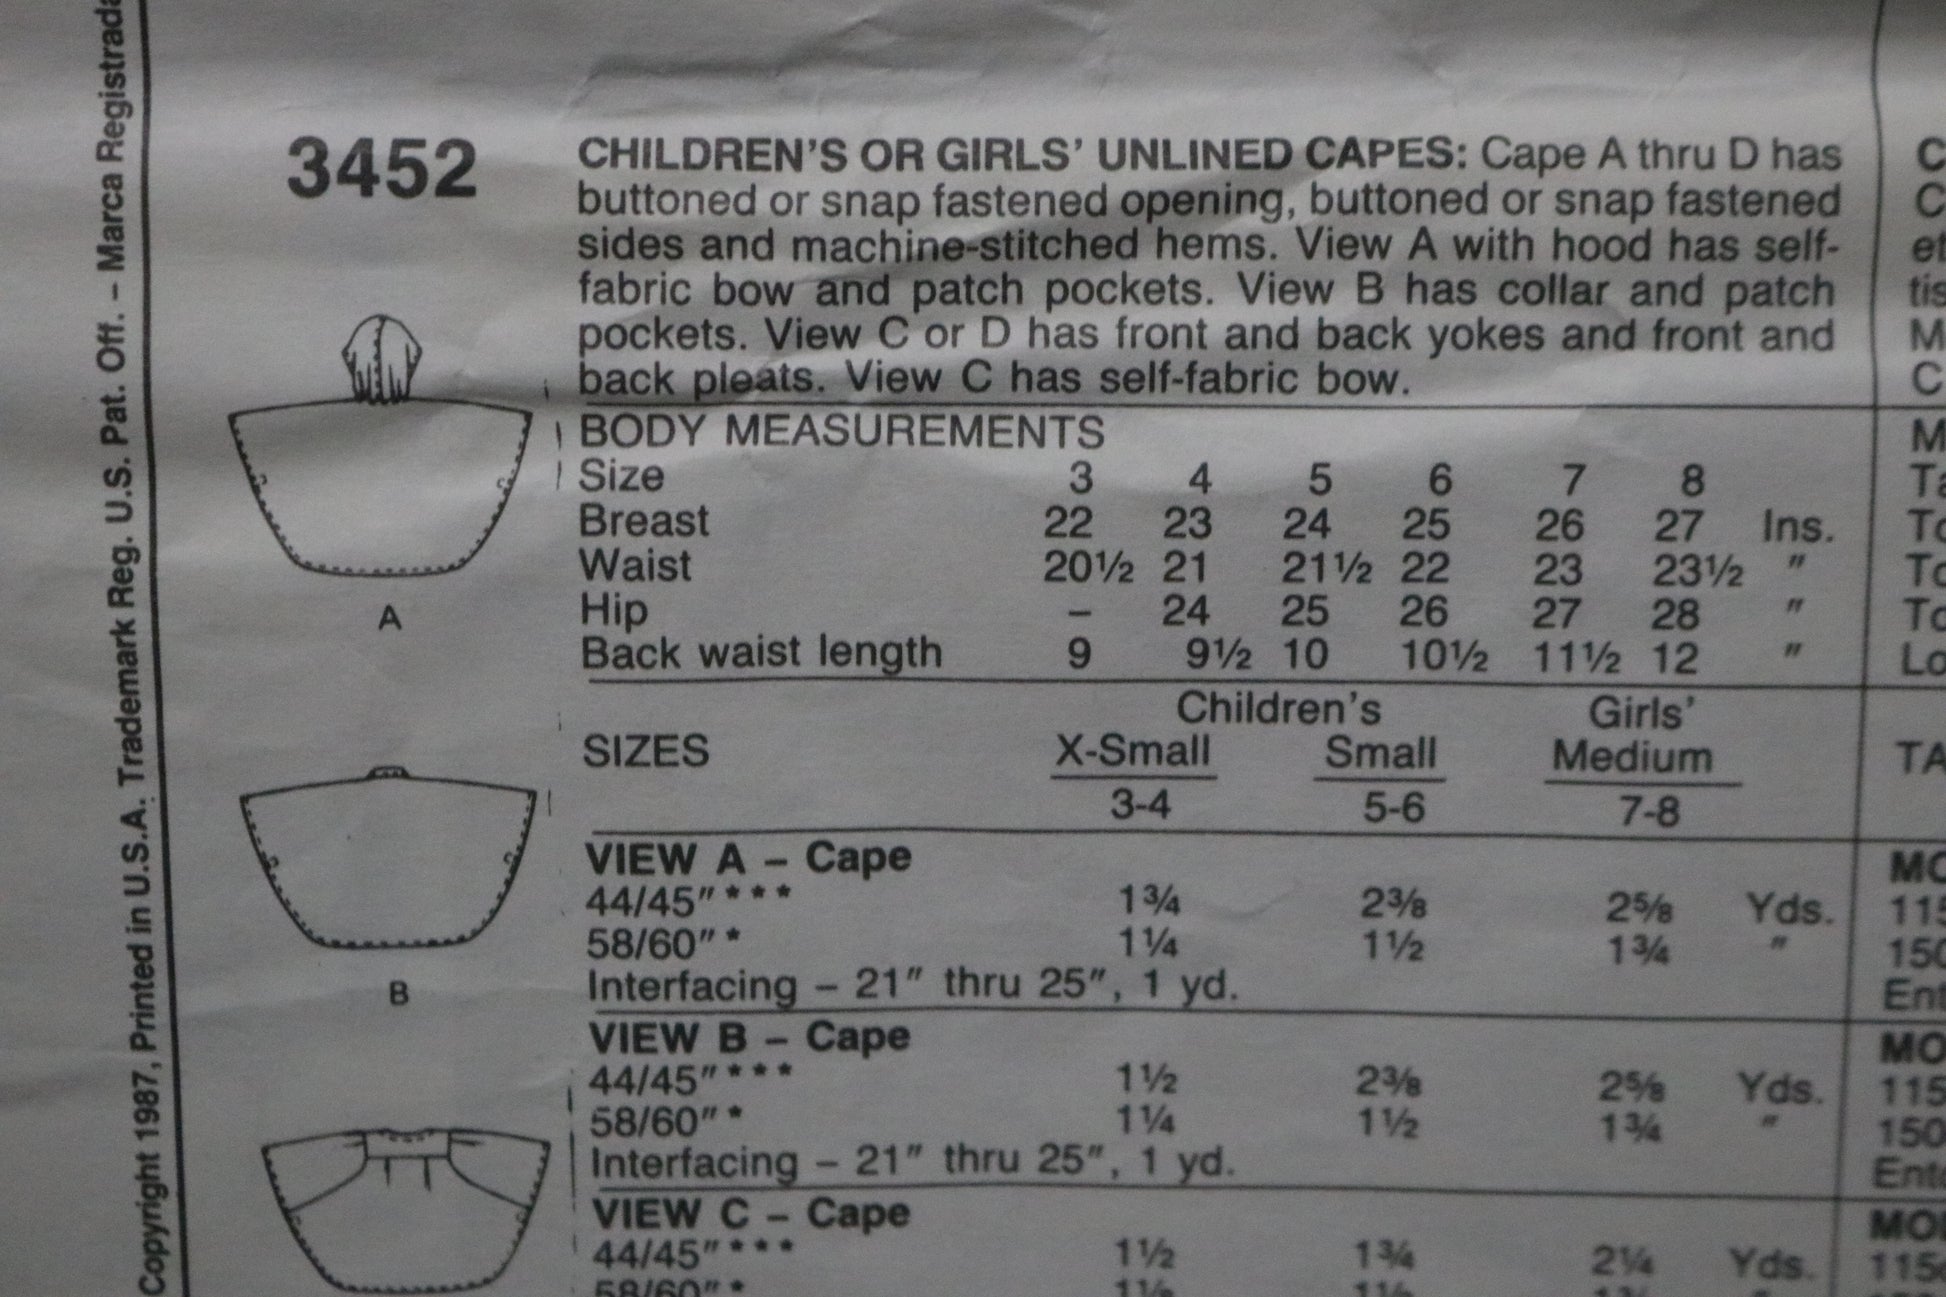 Copyright 1987, Printed in U.S.A. Trademark Reg. U.S. Pat. Off. – Marca Registrada
3452
CHILDREN'S OR GIRLS' UNLINED CAPES: Cape A thru D has
buttoned or snap fastened opening, buttoned or snap fastened
sides and machine-stitched hems. View A with hood has self-
fabric bow and patch pockets. View B has collar and patch
pockets. View C or D has front and back yokes and front and
back pleats. View C has self-fabric bow.
BODY MEASUREMENTS
Size 3 4 5 6 7 8
Breast 22 23 24 25 26 27 Ins.
Waist 20½ 21 21½ 22 23 23½ "
Hip – 24 25 26 27 28 "
Back waist length 9 9½ 10 10½ 11½ 12 "
A
Children's Girls'
SIZES X-Small Small Medium
3-4 5-6 7-8
VIEW A – Cape
44/45"*** 1¾ 2⅜ 2⅝ Yds.
58/60"* 1¼ 1½ 1¾ "
Interfacing – 21" thru 25", 1 yd.
B
VIEW B – Cape
44/45"*** 1½ 2⅜ 2⅝ Yds.
58/60"* 1¼ 1½ 1¾ "
Interfacing – 21" thru 25", 1 yd.
VIEW C – Cape
44/45"*** 1½ 1¾ 2¼ Yds.
58/60"*